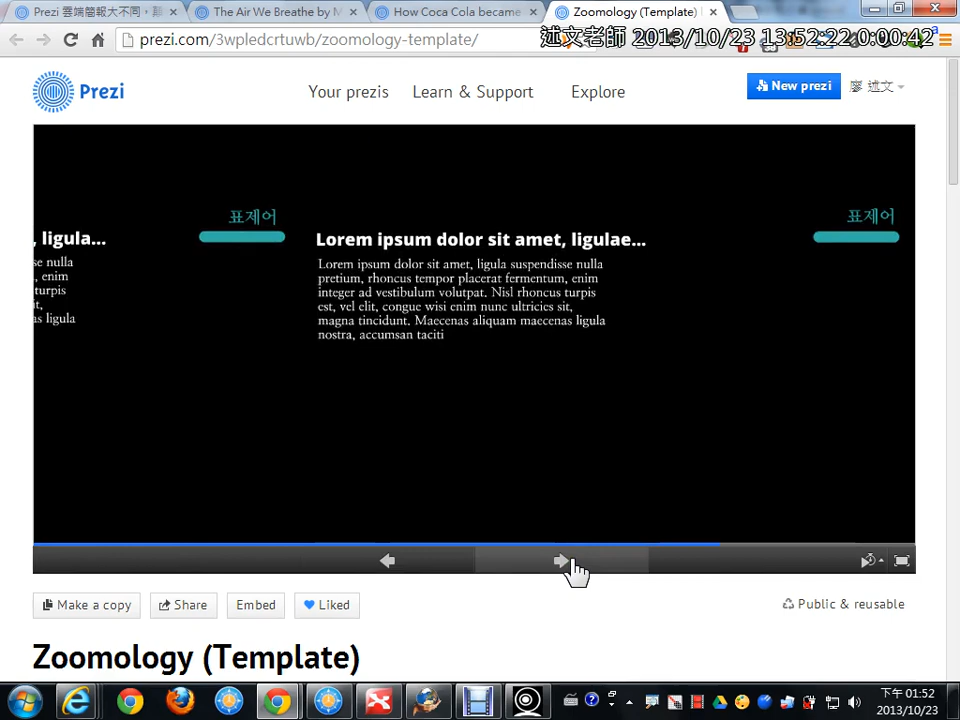 Prezi 雲端簡報大不同，
The Air We Breathe by M
How Coca Cola became
Zoomology (Template)
prezi.com/3wpledcrtuwb/zoomology-template/
述文老師 2013/10/23 13:52:22 0:00:42
Prezi
Your prezis
Learn & Support
Explore
New prezi
廖 述文
표제어
표제어
, ligula...
se nulla
, enim
turpis
it,
as ligula
Lorem ipsum dolor sit amet, ligulae...
Lorem ipsum dolor sit amet, ligula suspendisse nulla
pretium, rhoncus tempor placerat fermentum, enim
integer ad vestibulum volutpat. Nisl rhoncus turpis
est, vel elit, congue wisi enim nunc ultricies sit,
magna tincidunt. Maecenas aliquam maecenas ligula
nostra, accumsan taciti
Make a copy
Share
Embed
Liked
Public & reusable
Zoomology (Template)
下午 01:52
2013/10/23